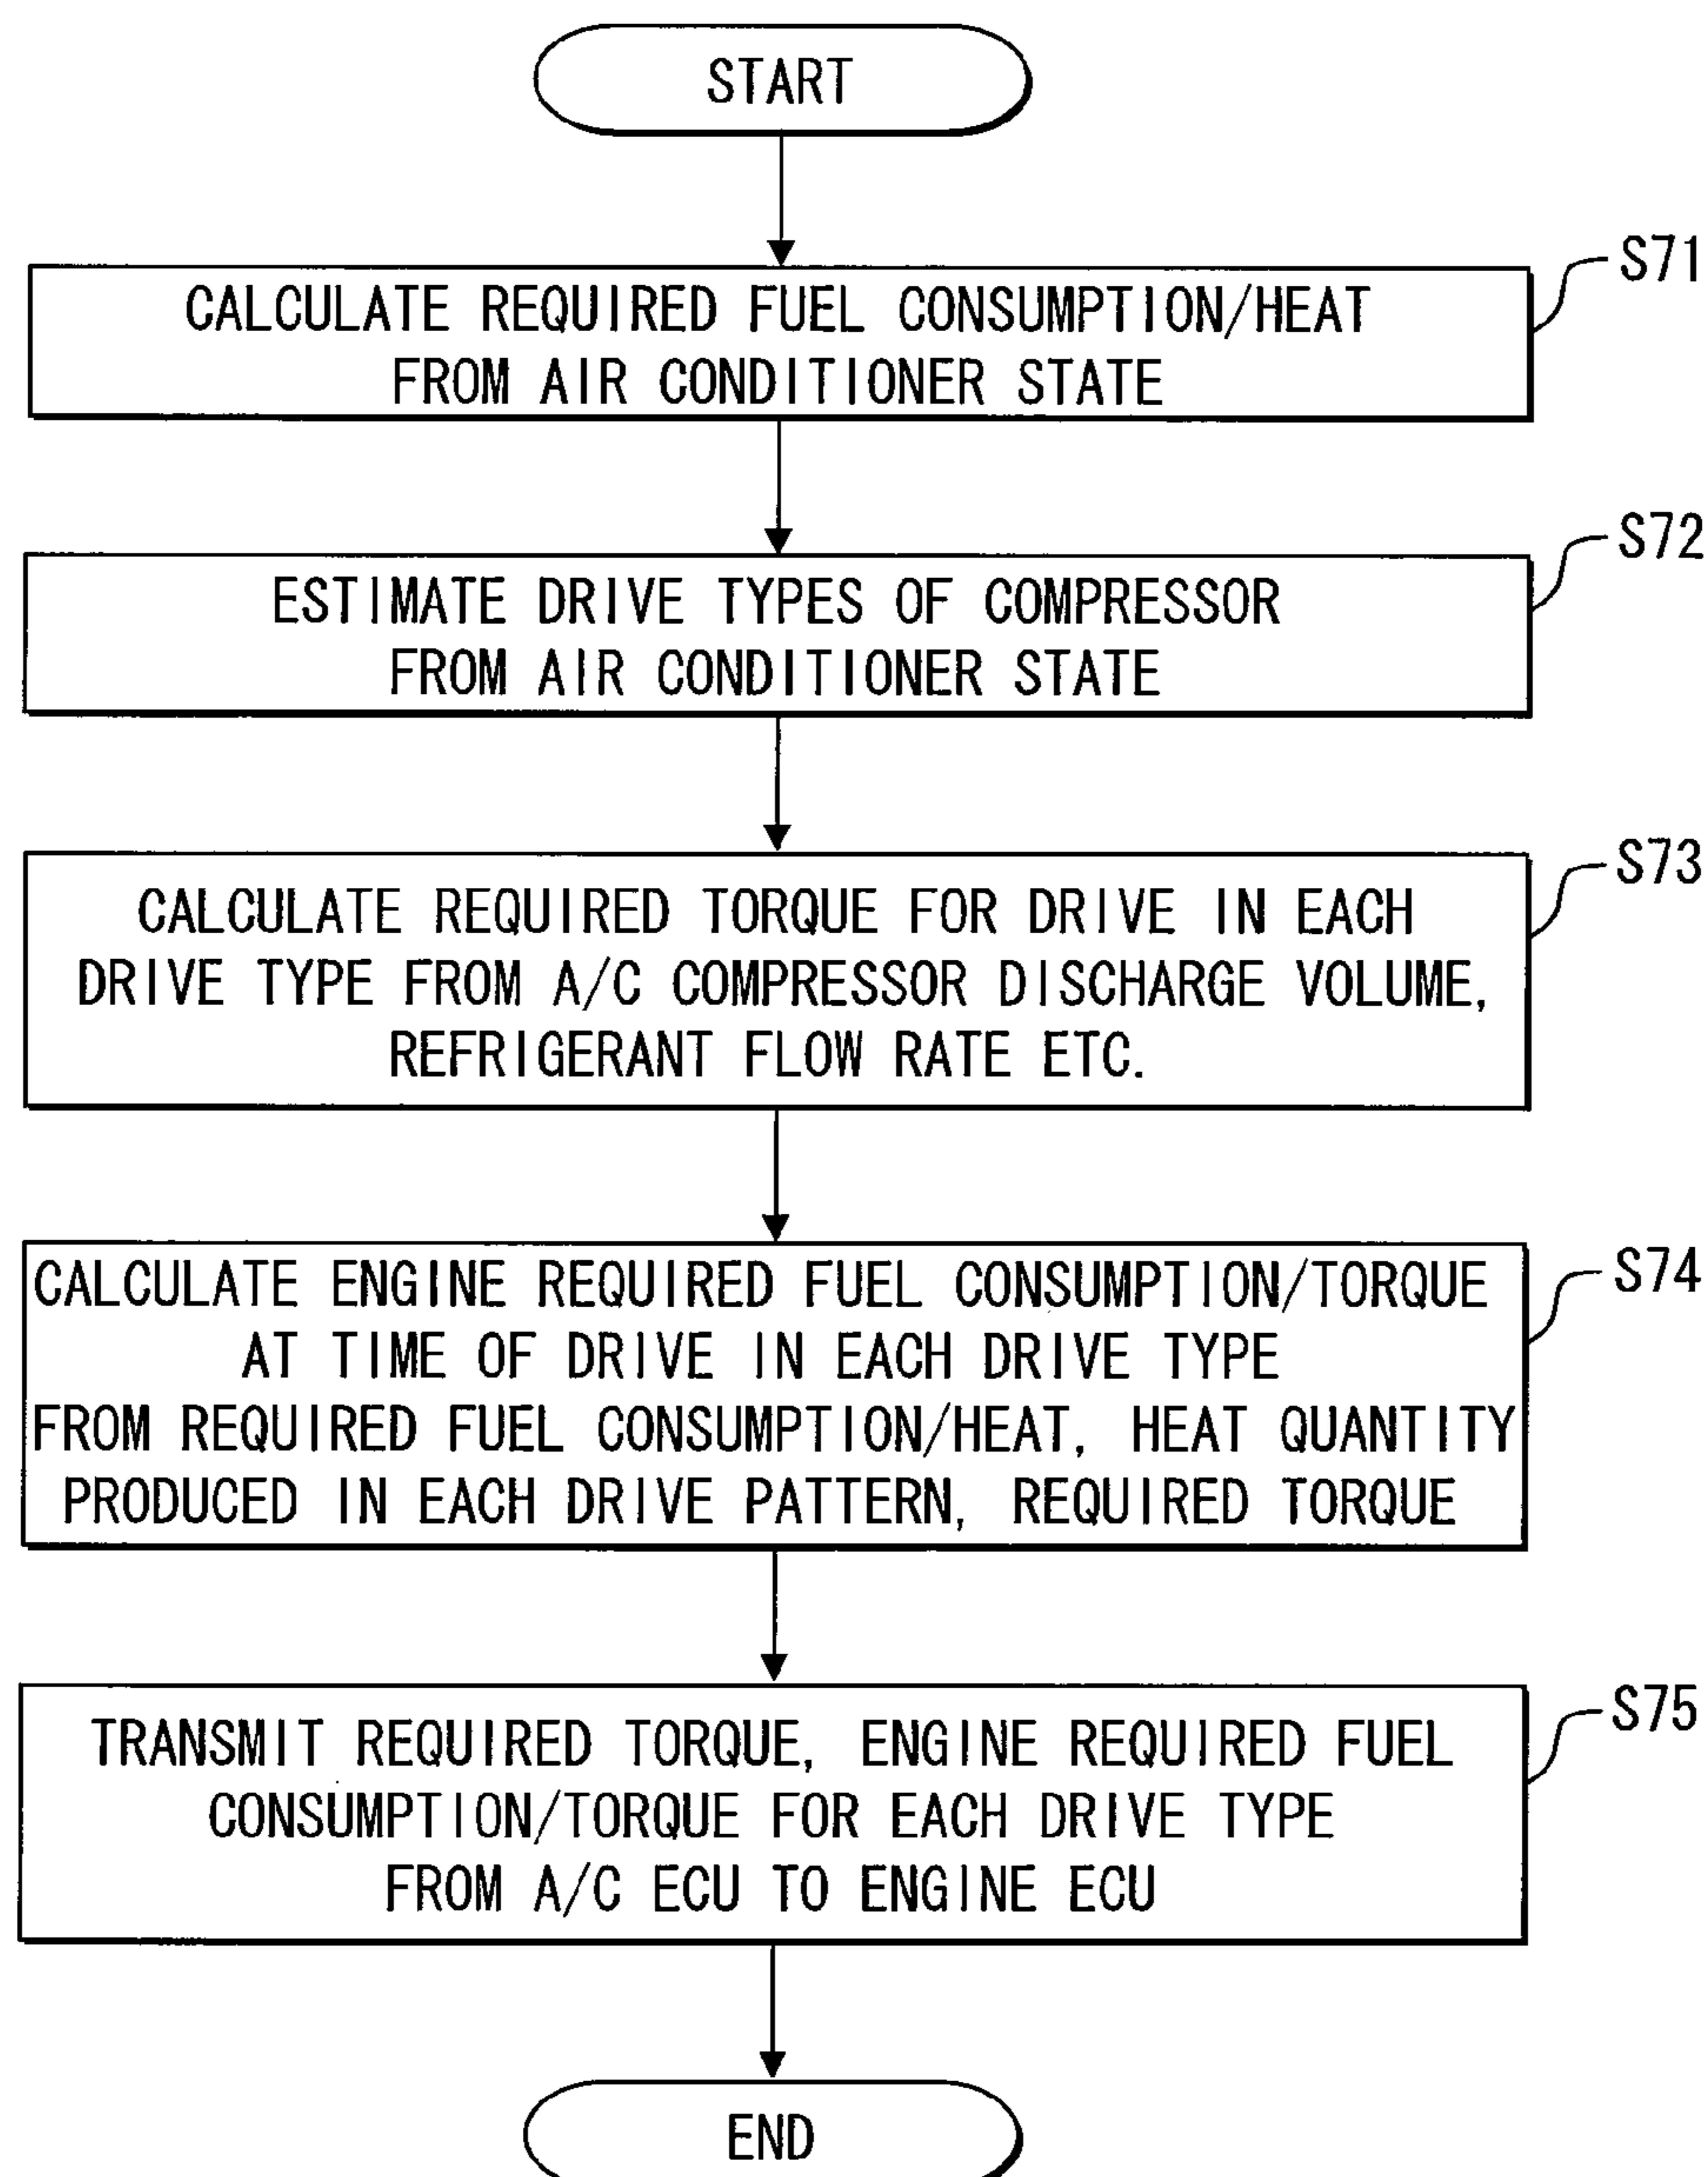 START
S71
CALCULATE REQUIRED FUEL CONSUMPTION/HEAT
FROM AIR CONDITIONER STATE
S72
ESTIMATE DRIVE TYPES OF COMPRESSOR
FROM AIR CONDITIONER STATE
S73
CALCULATE REQUIRED TORQUE FOR DRIVE IN EACH
DRIVE TYPE FROM A/C COMPRESSOR DISCHARGE VOLUME,
REFRIGERANT FLOW RATE ETC.
S74
CALCULATE ENGINE REQUIRED FUEL CONSUMPTION/TORQUE
AT TIME OF DRIVE IN EACH DRIVE TYPE
FROM REQUIRED FUEL CONSUMPTION/HEAT, HEAT QUANTITY
PRODUCED IN EACH DRIVE PATTERN, REQUIRED TORQUE
S75
TRANSMIT REQUIRED TORQUE, ENGINE REQUIRED FUEL
CONSUMPTION/TORQUE FOR EACH DRIVE TYPE
FROM A/C ECU TO ENGINE ECU
END